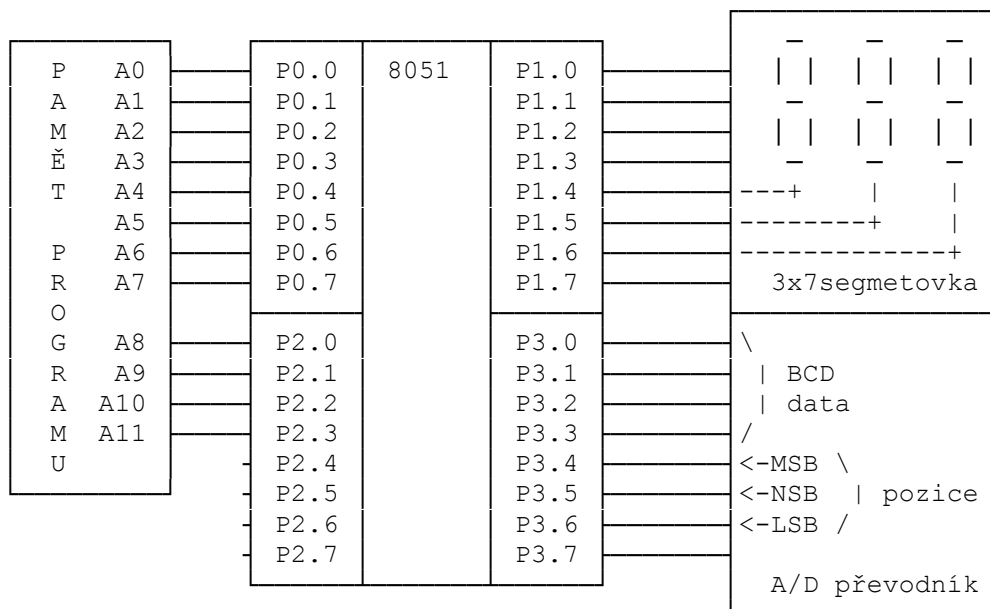 P A0 P0.0 8051 P1.0
A A1 P0.1 P1.1
M A2 P0.2 P1.2
Ě A3 P0.3 P1.3
T A4 P0.4 P1.4 ---+ | |
A5 P0.5 P1.5 --------+ |
P A6 P0.6 P1.6 -------------+
R A7 P0.7 P1.7 3x7segmetovka
O
G A8 P2.0 P3.0 \
R A9 P2.1 P3.1 | BCD
A A10 P2.2 P3.2 | data
M A11 P2.3 P3.3 /
U P2.4 P3.4 <-MSB \
P2.5 P3.5 <-NSB | pozice
P2.6 P3.6 <-LSB /
P2.7 P3.7
A/D převodník